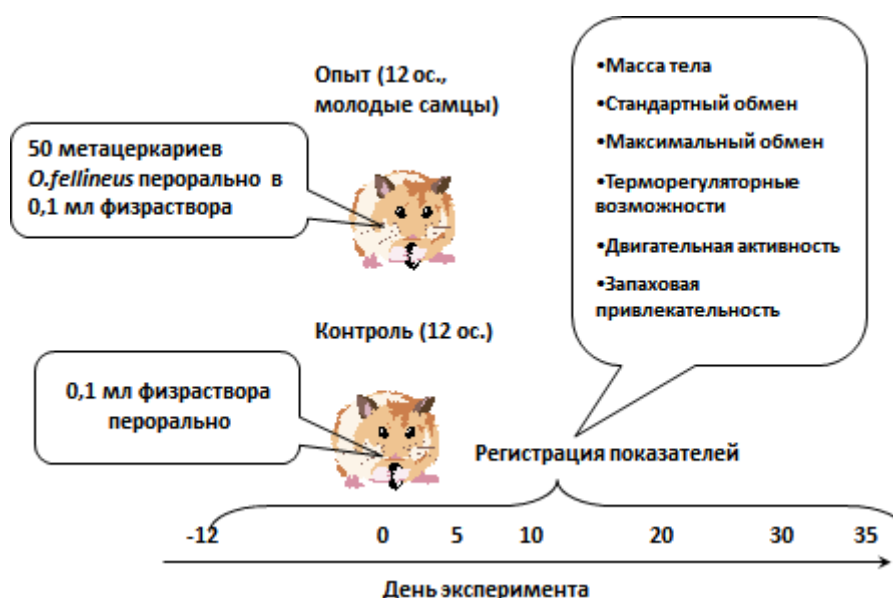 Опыт (12 ос.,
молодые самцы)
50 метацеркариев
O.fellineus перорально в
0,1 мл физраствора
•Масса тела
•Стандартный обмен
•Максимальный обмен
•Терморегуляторные
возможности
•Двигательная активность
•Запаховая
привлекательность
Контроль (12 ос.)
0,1 мл физраствора
перорально
Регистрация показателей
-12 0 5 10 20 30 35
День эксперимента